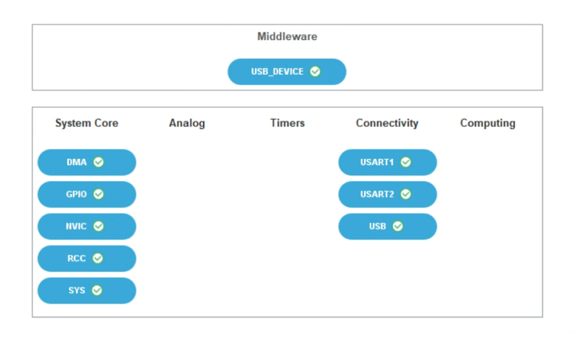 Middleware
USB_DEVICE
System Core Analog Timers Connectivity Computing
DMA USART1
GPIO USART2
NVIC USB
RCC
SYS